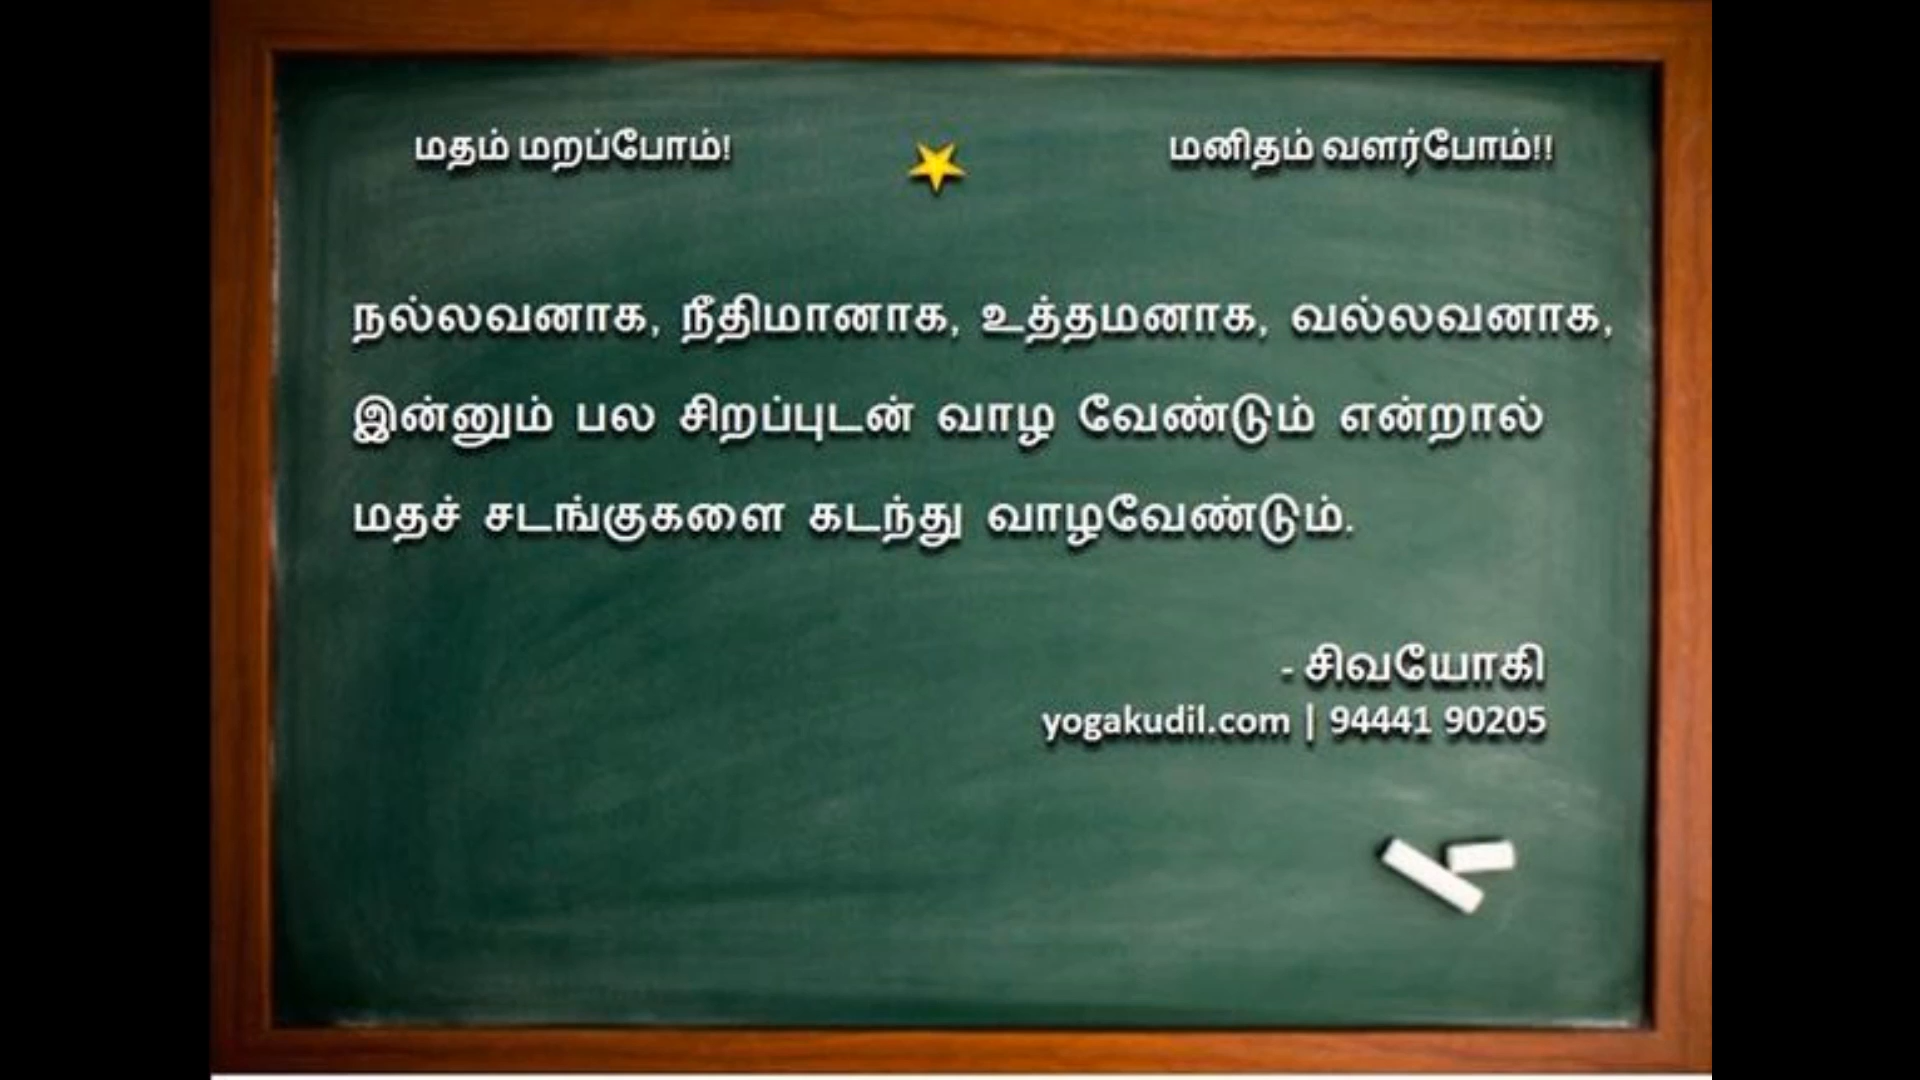 மதம் மறப்போம்! மனிதம் வளர்போம்!!
நல்லவனாக, நீதிமானாக, உத்தமனாக, வல்லவனாக,
இன்னும் பல சிறப்புடன் வாழ வேண்டும் என்றால்
மதச் சடங்குகளை கடந்து வாழவேண்டும்.
- சிவயோகி
yogakudil.com | 94441 90205